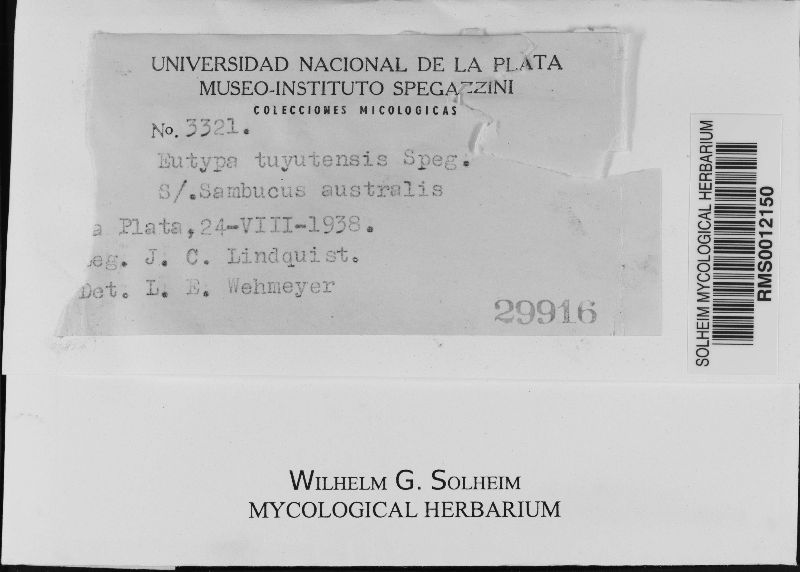 UNIVERSIDAD NACIONAL DE LA PLATA
MUSEO-INSTITUTO SPEGAZZINI
COLECCIONES MICOLOGICAS
No. 3321.
Eutypa tuyutensis Speg.
S/.Sambucus australis
a Plata, 24-VIII-1938.
eg. J. C. Lindquist.
Det. L. E. Wehmeyer
29916
SOLHEIM MYCOLOGICAL HERBARIUM
RMS0012150
WILHELM G. SOLHEIM
MYCOLOGICAL HERBARIUM